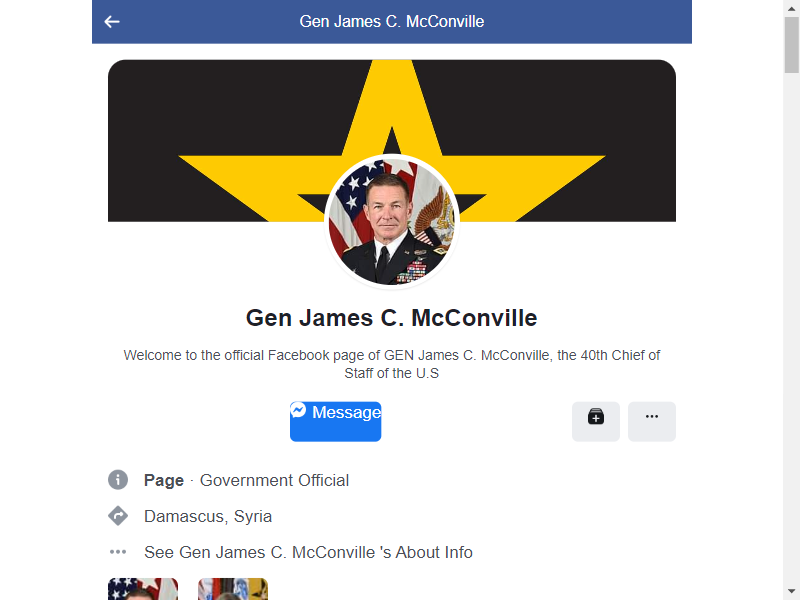 Gen James C. McConville
Gen James C. McConville
Welcome to the official Facebook page of GEN James C. McConville, the 40th Chief of
Staff of the U.S
Message
Page · Government Official
Damascus, Syria
See Gen James C. McConville 's About Info